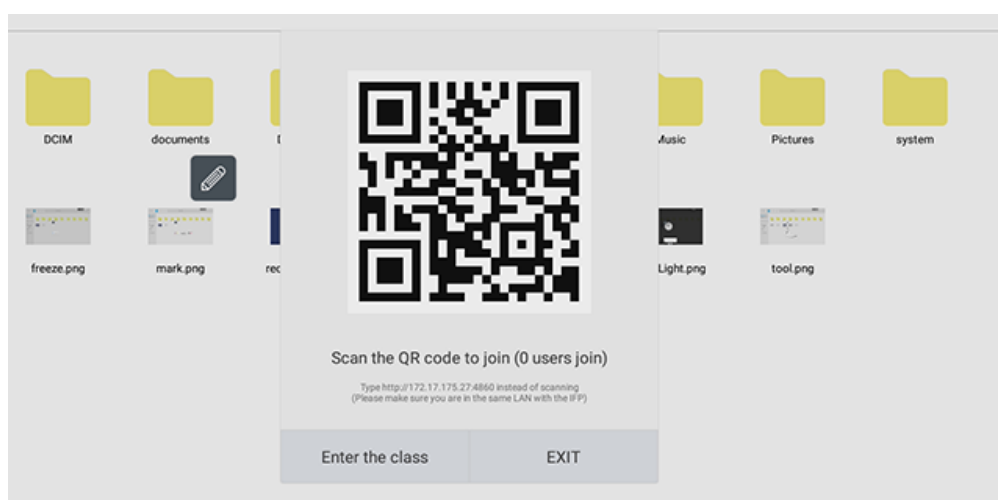 DCIM
documents
D
Music
Pictures
system
freeze.png
mark.png
rec
Light.png
tool.png
Scan the QR code to join (0 users join)
Type http://172.17.175.27:4860 instead of scanning
(Please make sure you are in the same LAN with the IFP)
Enter the class
EXIT